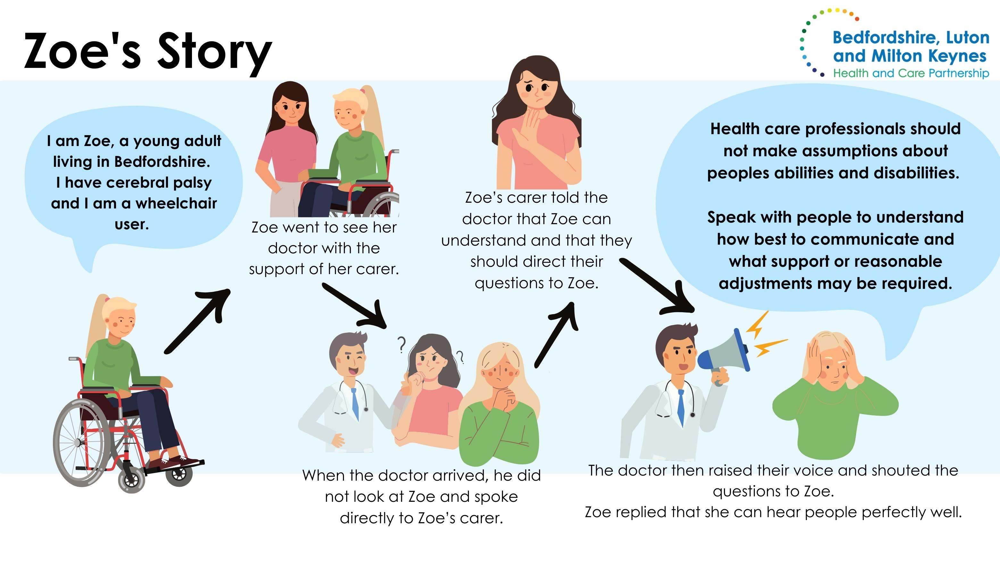 Zoe's Story
Bedfordshire, Luton
and Milton Keynes
Health and Care Partnership
I am Zoe, a young adult
living in Bedfordshire.
I have cerebral palsy
and I am a wheelchair
user.
Zoe went to see her
doctor with the
support of her carer.
?
?
When the doctor arrived, he did
not look at Zoe and spoke
directly to Zoe’s carer.
Zoe’s carer told the
doctor that Zoe can
understand and that they
should direct their
questions to Zoe.
The doctor then raised their voice and shouted the
questions to Zoe.
Zoe replied that she can hear people perfectly well.
Health care professionals should
not make assumptions about
peoples abilities and disabilities.
Speak with people to understand
how best to communicate and
what support or reasonable
adjustments may be required.